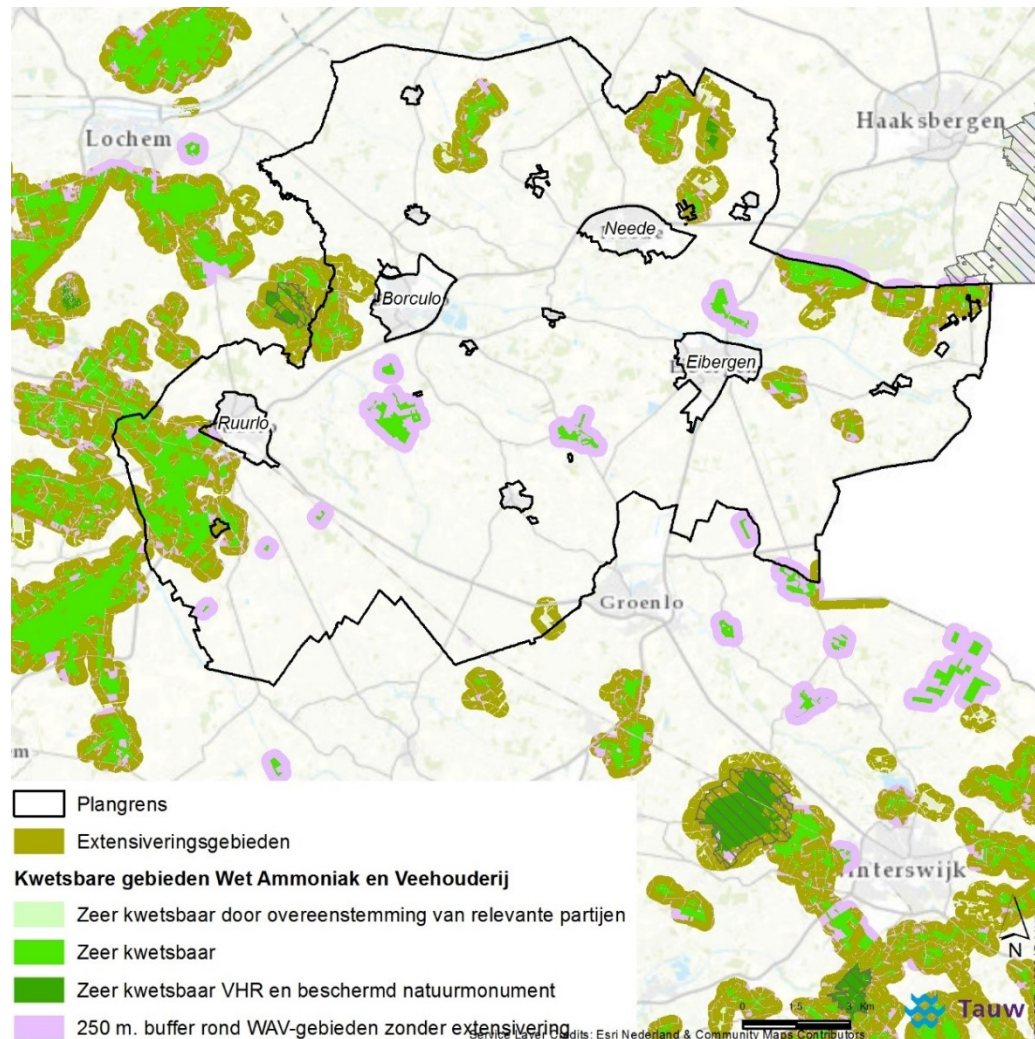 Lochem
Haaksbergen
Neede
Borculo
Eibergen
Ruurlo
Groenlo
em
Plangrens
Extensiveringsgebieden
Kwetsbare gebieden Wet Ammoniak en Veehouderij
Zeer kwetsbaar door overeenstemming van relevante partijen
Zeer kwetsbaar
Zeer kwetsbaar VHR en beschermd natuurmonument
250 m. buffer rond WAV-gebieden zonder extensivering
interswijk
N
0 1.5 3 Km
Tauw
Service Layer Credits: Esri Nederland & Community Maps Contributors